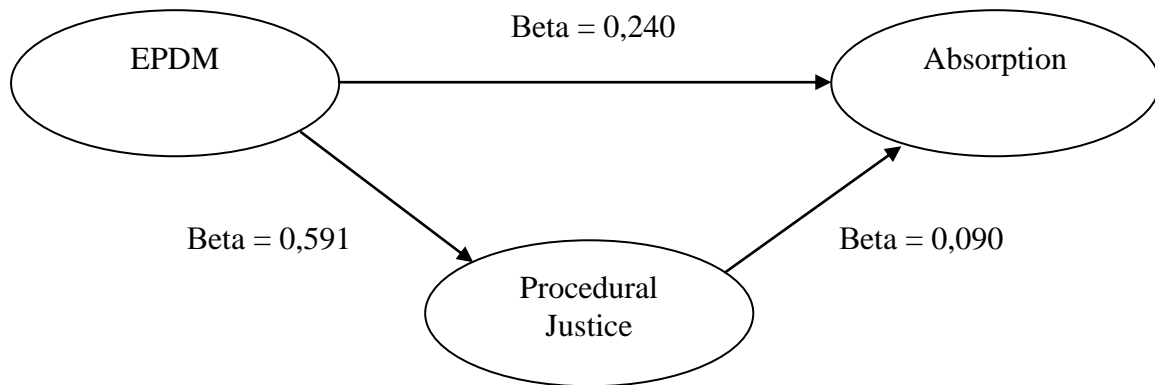 Beta = 0,240
EPDM
Absorption
Beta = 0,591
Beta = 0,090
Procedural
Justice